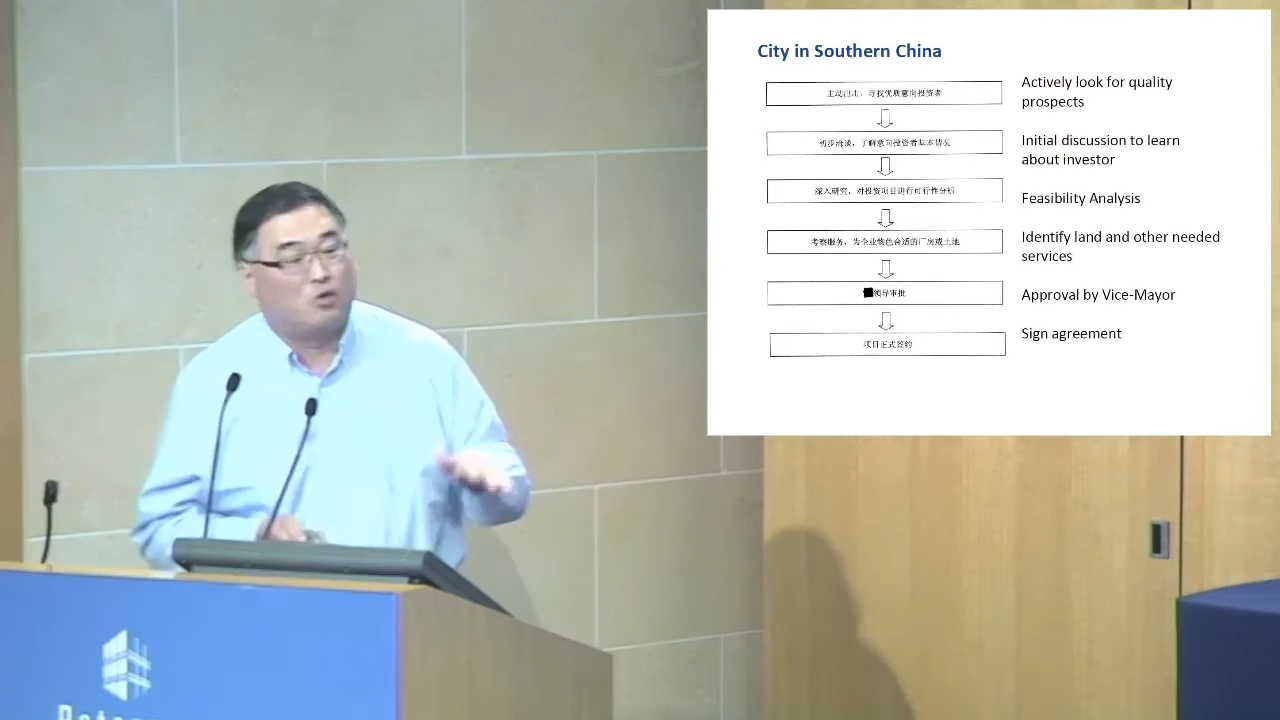 City in Southern China
主动出击，寻找优质意向投资者
Actively look for quality
prospects
初步洽谈，了解意向投资者基本情况
Initial discussion to learn
about investor
深入研究，对投资项目进行可行性分析
Feasibility Analysis
考察服务，为企业物色合适的厂房或土地
Identify land and other needed
services
领导审批
Approval by Vice-Mayor
项目正式签约
Sign agreement